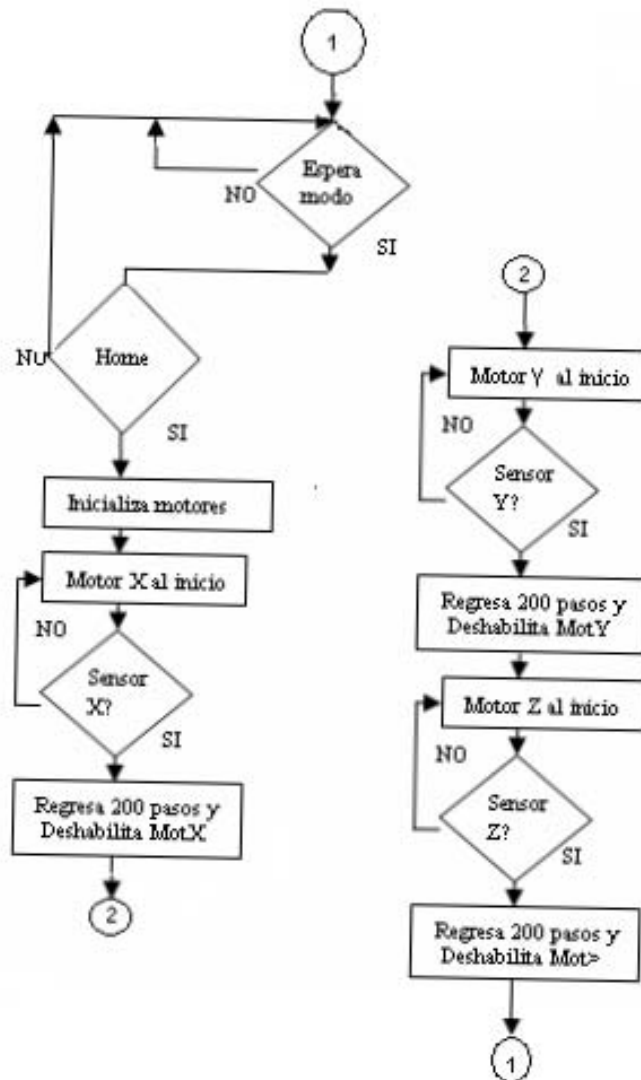 1
Espera
modo
NO
SI
Home
NO
SI
Inicializa motores
Motor X al inicio
NO
Sensor
X?
SI
Regresa 200 pasos y
Deshabilita MotX
2
2
Motor Y al inicio
NO
Sensor
Y?
SI
Regresa 200 pasos y
Deshabilita MotY
Motor Z al inicio
NO
Sensor
Z?
SI
Regresa 200 pasos y
Deshabilita Mot>
1